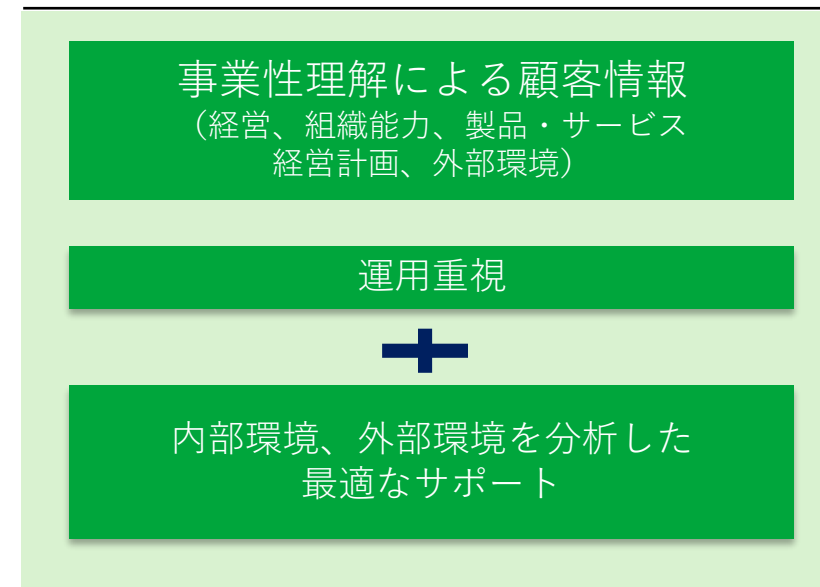 事業性理解による顧客情報
（経営、組織能力、製品・サービス
経営計画、外部環境）
運用重視
内部環境、外部環境を分析した
最適なサポート